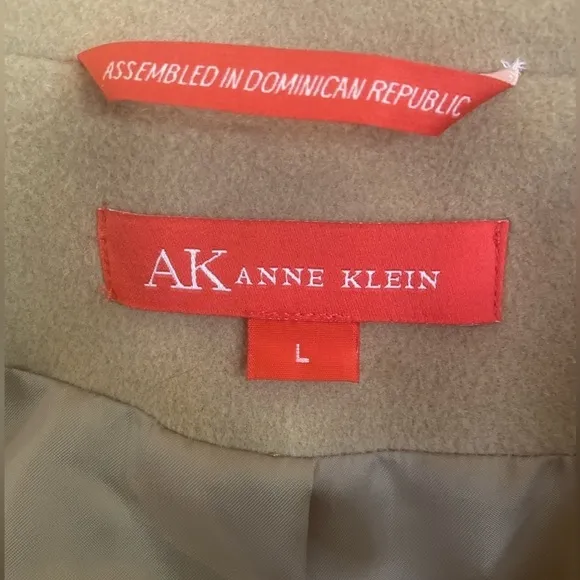 ASSEMBLED IN DOMINICAN REPUBLIC
AK ANNE KLEIN
L